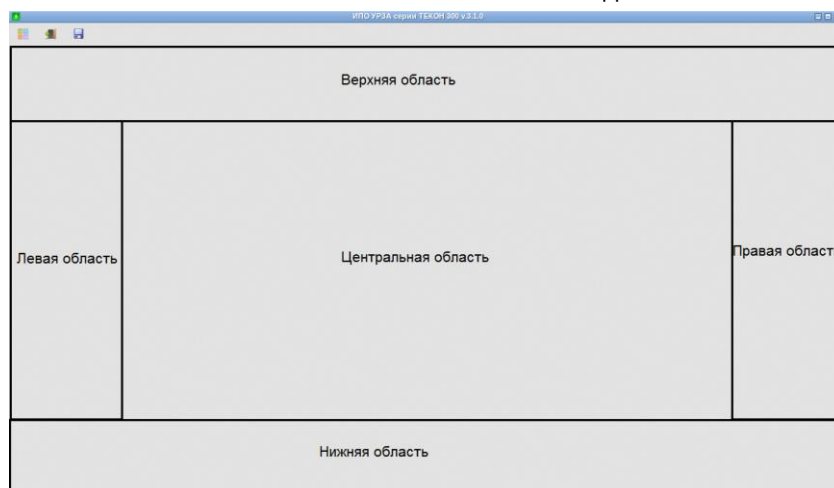 ИПО УРЗА серии ТЕКОН 300 v.3.1.0
Верхняя область
Левая область
Центральная область
Правая област
Нижняя область